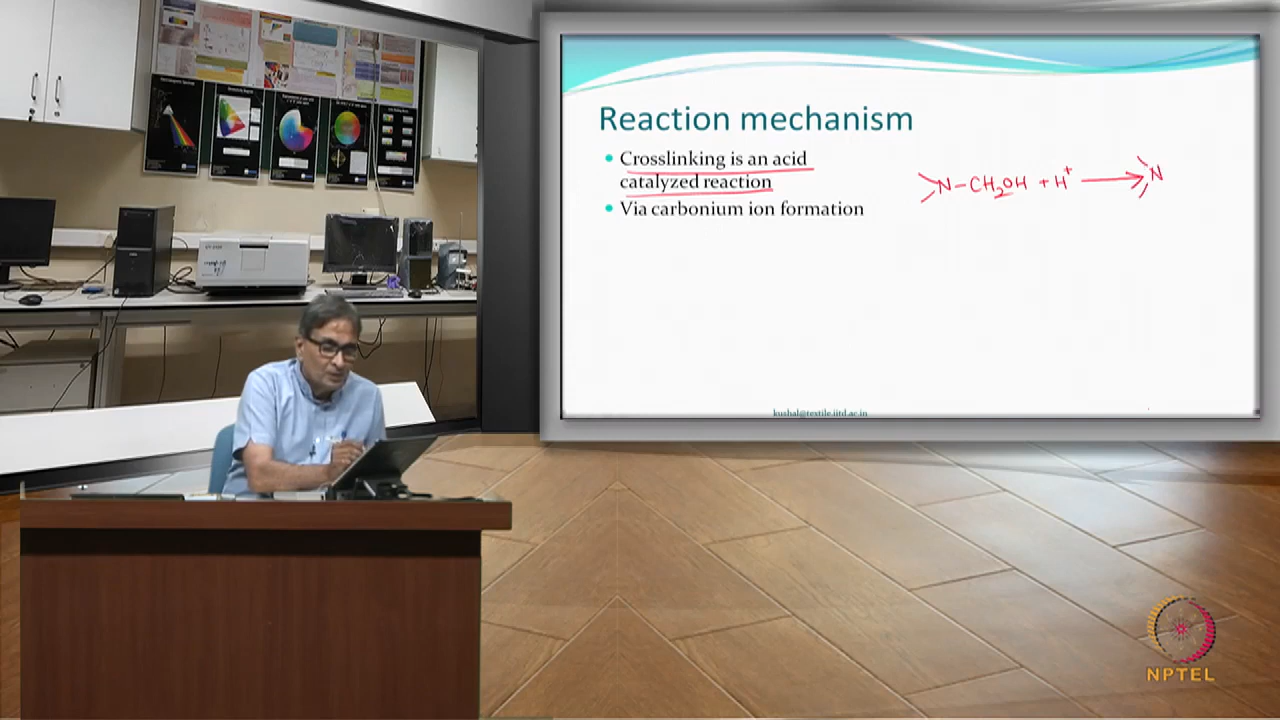 Reaction mechanism
• Crosslinking is an acid
catalyzed reaction
• Via carbonium ion formation
>N-CH₂OH + H⁺ ⟶ >N
kushal@textile.iitd.ac.in
NPTEL